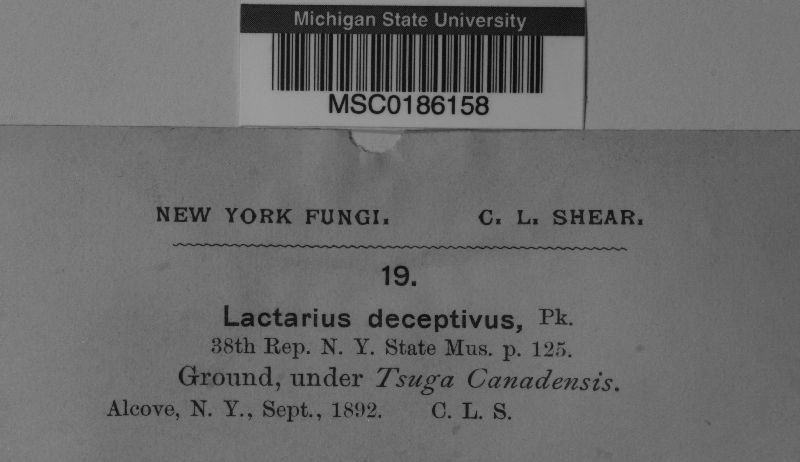 Michigan State University
MSC0186158
NEW YORK FUNGI. C. L. SHEAR.
19.
Lactarius deceptivus, Pk.
38th Rep. N. Y. State Mus. p. 125.
Ground, under Tsuga Canadensis.
Alcove, N. Y., Sept., 1892. C. L. S.